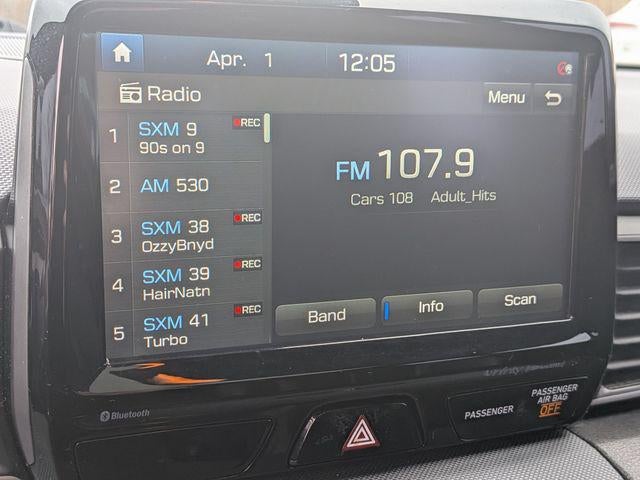 Apr. 1 12:05
Radio Menu
1 SXM 9 REC
90s on 9
2 AM 530
3 SXM 38 REC
OzzyBnyd
4 SXM 39 REC
HairNatn
5 SXM 41 REC
Turbo
FM 107.9
Cars 108 Adult_Hits
Band Info Scan
Bluetooth
PASSENGER
PASSENGER
AIR BAG
OFF